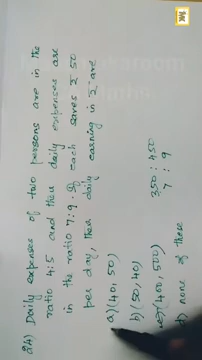 24) Daily expenses of two persons are in the
ratio 4:5 and their daily expenses are
in the ratio 7:9. If each saves ₹50
per day, their daily earning in ₹ are
a) (40, 50)
b) (50, 40)
c) (400, 500)
d) none of these
350 : 450
7 : 9